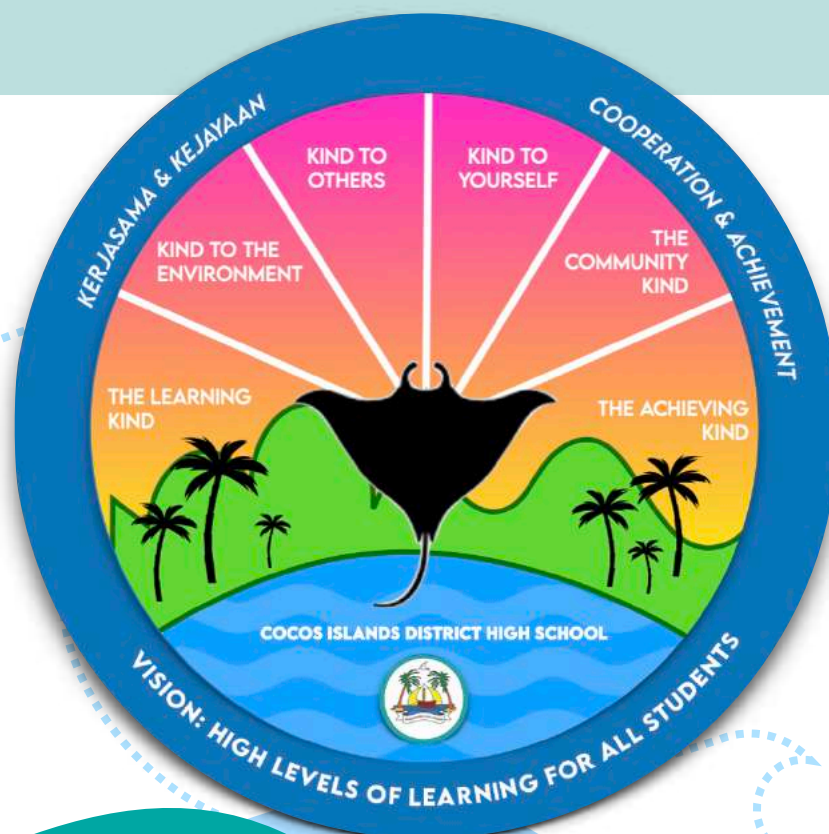 KERJASAMA & KEJAYAAN
COOPERATION & ACHIEVEMENT
KIND TO
OTHERS
KIND TO
YOURSELF
KIND TO THE
ENVIRONMENT
THE
COMMUNITY
KIND
THE LEARNING
KIND
THE ACHIEVING
KIND
COCOS ISLANDS DISTRICT HIGH SCHOOL
VISION: HIGH LEVELS OF LEARNING FOR ALL STUDENTS